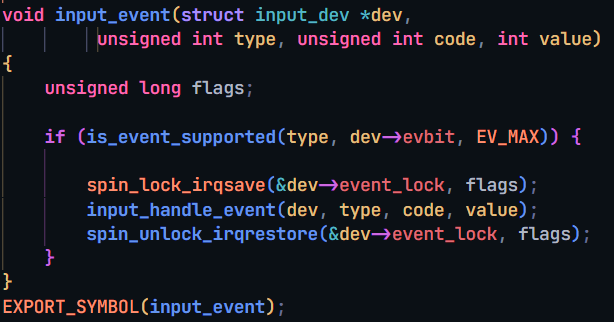 void input_event(struct input_dev *dev,
unsigned int type, unsigned int code, int value)
{
unsigned long flags;
if (is_event_supported(type, dev->evbit, EV_MAX)) {
spin_lock_irqsave(&dev->event_lock, flags);
input_handle_event(dev, type, code, value);
spin_unlock_irqrestore(&dev->event_lock, flags);
}
}
EXPORT_SYMBOL(input_event);